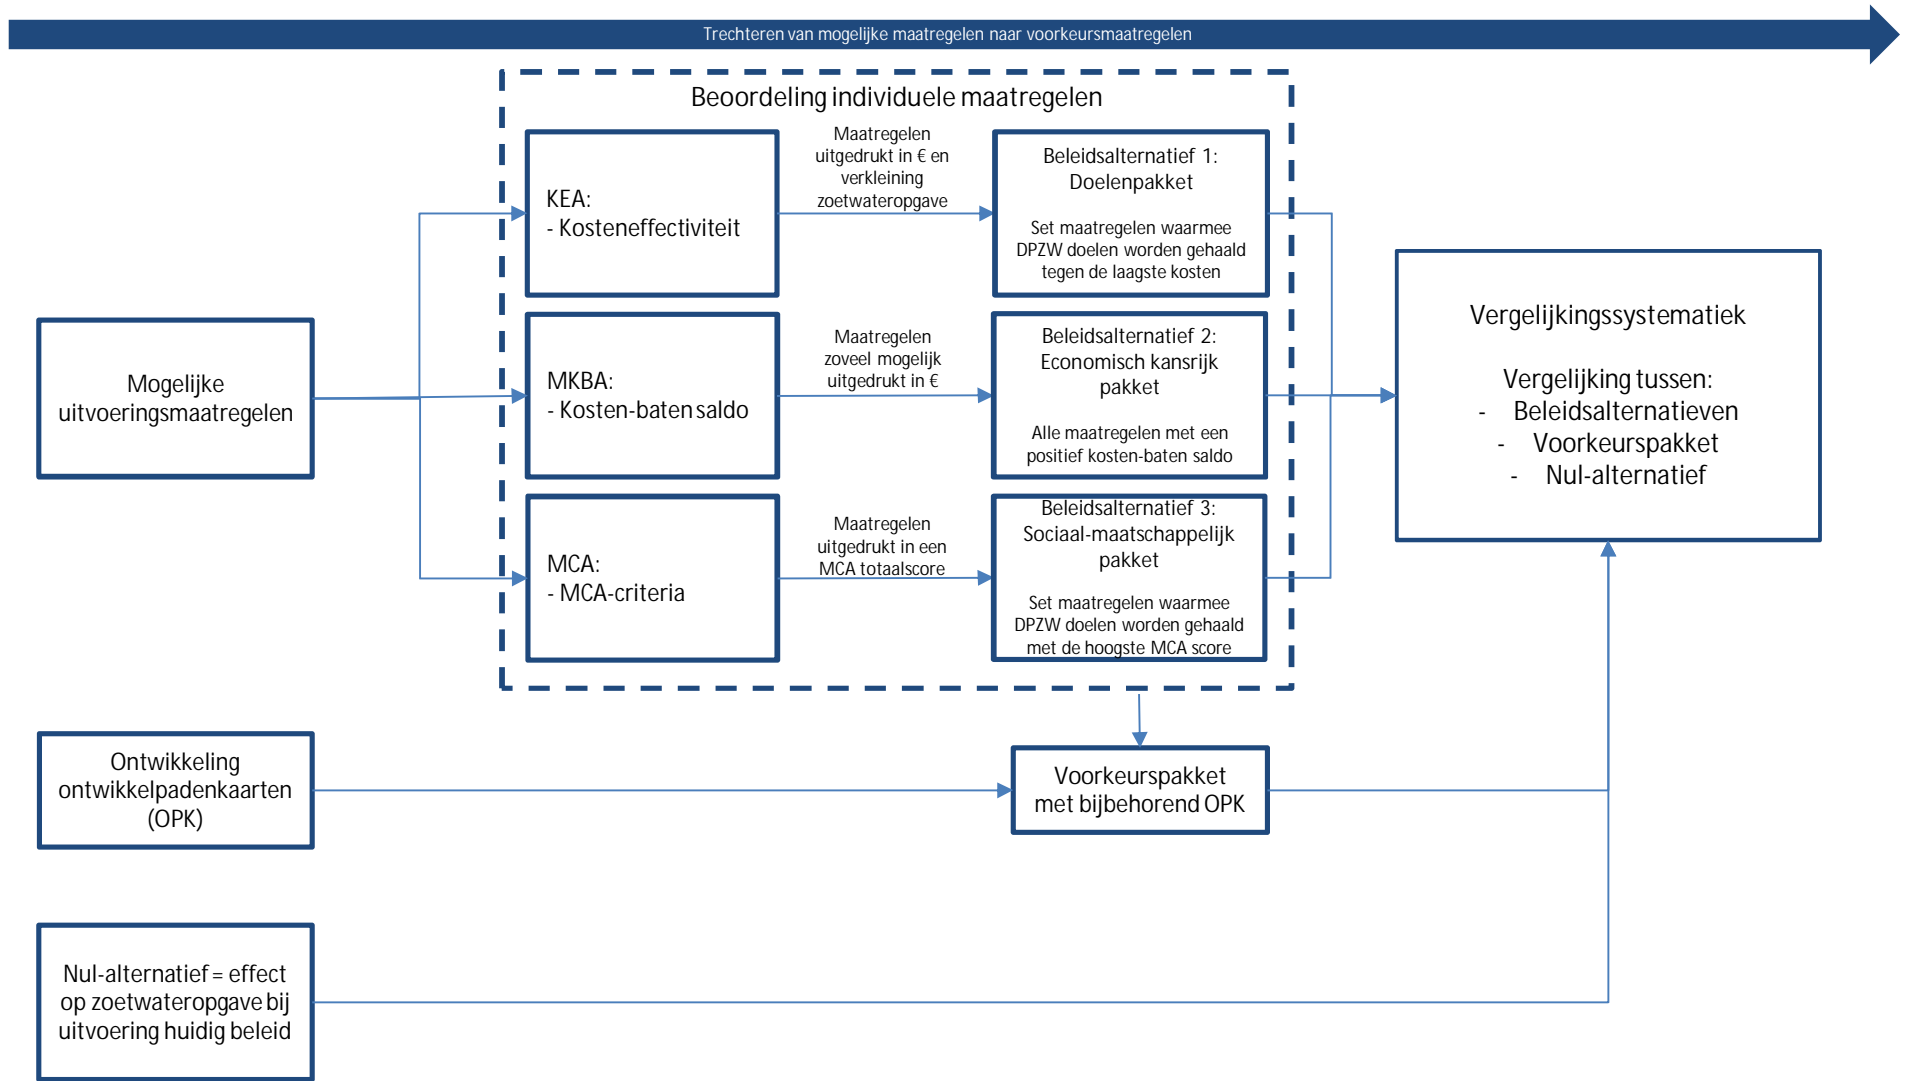 Trechteren van mogelijke maatregelen naar voorkeursmaatregelen
Beoordeling individuele maatregelen
Mogelijke
uitvoeringsmaatregelen
KEA:
- Kosteneffectiviteit
Maatregelen
uitgedrukt in € en
verkleining
zoetwateropgave
Beleidsalternatief 1:
Doelenpakket
Set maatregelen waarmee
DPZW doelen worden gehaald
tegen de laagste kosten
MKBA:
- Kosten-baten saldo
Maatregelen
zoveel mogelijk
uitgedrukt in €
Beleidsalternatief 2:
Economisch kansrijk
pakket
Alle maatregelen met een
positief kosten-baten saldo
MCA:
- MCA-criteria
Maatregelen
uitgedrukt in een
MCA totaalscore
Beleidsalternatief 3:
Sociaal-maatschappelijk
pakket
Set maatregelen waarmee
DPZW doelen worden gehaald
met de hoogste MCA score
Vergelijkingssystematiek
Vergelijking tussen:
- Beleidsalternatieven
- Voorkeurspakket
- Nul-alternatief
Ontwikkeling
ontwikkelpadenkaarten
(OPK)
Voorkeurspakket
met bijbehorend OPK
Nul-alternatief = effect
op zoetwateropgave bij
uitvoering huidig beleid